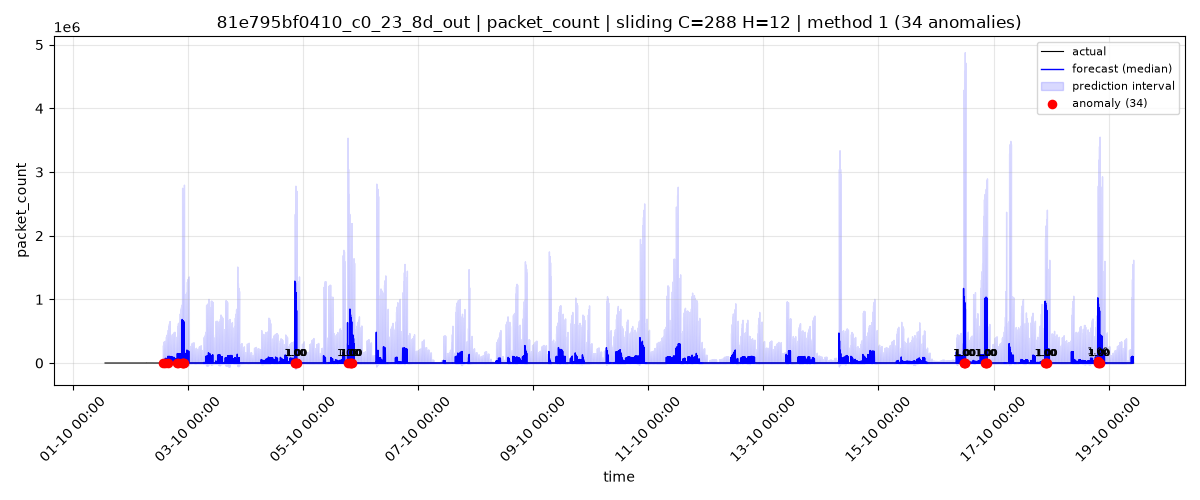 81e795bf0410_c0_23_8d_out | packet_count | sliding C=288 H=12 | method 1 (34 anomalies)
1e6
actual
forecast (median)
prediction interval
anomaly (34)
5
4
3
2
1
0
packet_count
01-10 00:00
03-10 00:00
05-10 00:00
07-10 00:00
09-10 00:00
11-10 00:00
13-10 00:00
15-10 00:00
17-10 00:00
19-10 00:00
time